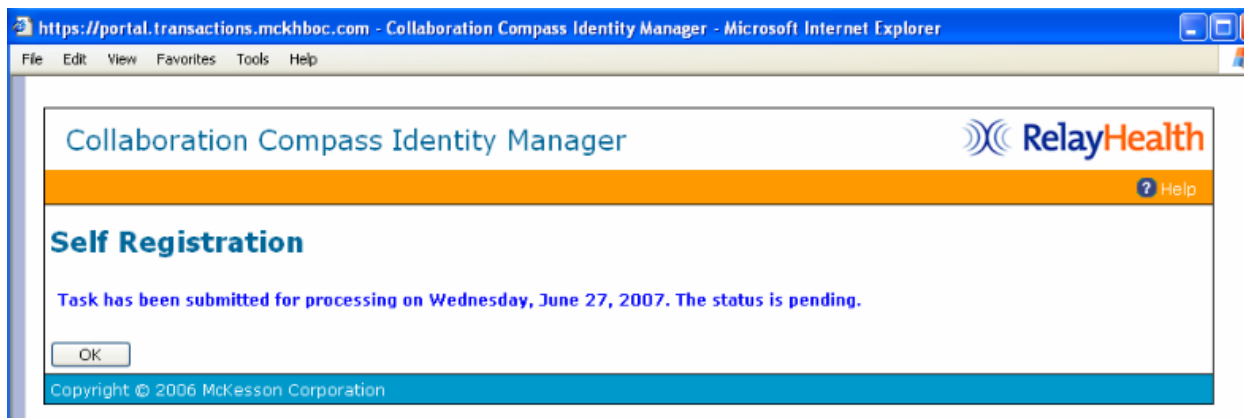 https://portal.transactions.mckhboc.com - Collaboration Compass Identity Manager - Microsoft Internet Explorer
File Edit View Favorites Tools Help
Collaboration Compass Identity Manager RelayHealth
? Help
Self Registration
Task has been submitted for processing on Wednesday, June 27, 2007. The status is pending.
OK
Copyright © 2006 McKesson Corporation